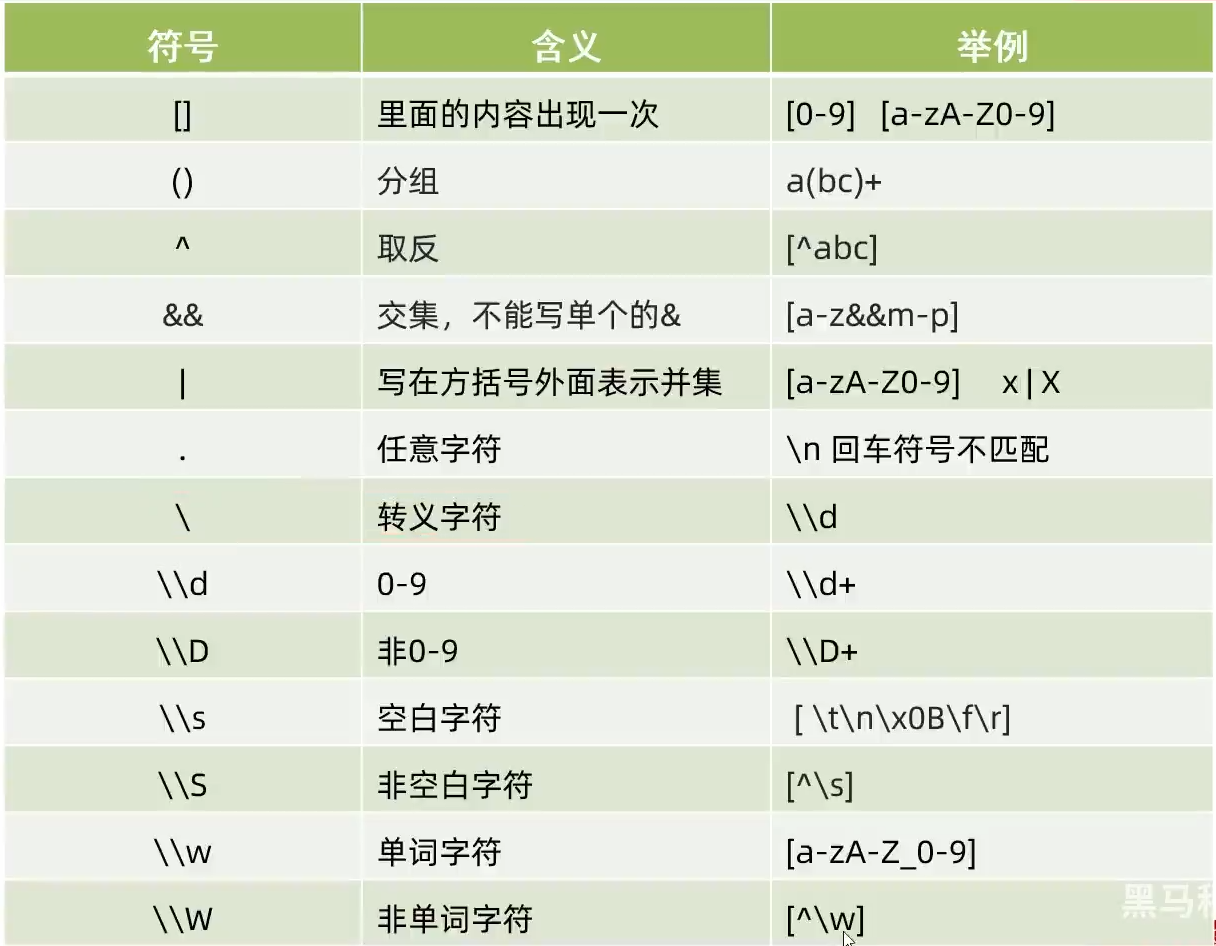 符号 含义 举例
[] 里面的内容出现一次 [0-9] [a-zA-Z0-9]
() 分组 a(bc)+
^ 取反 [^abc]
&& 交集，不能写单个的& [a-z&&m-p]
| 写在方括号外面表示并集 [a-zA-Z0-9] x|X
. 任意字符 \n 回车符号不匹配
\ 转义字符 \\d
\\d 0-9 \\d+
\\D 非0-9 \\D+
\\s 空白字符 [ \t\n\x0B\f\r]
\\S 非空白字符 [^\s]
\\w 单词字符 [a-zA-Z_0-9]
\\W 非单词字符 [^\w]
黑马